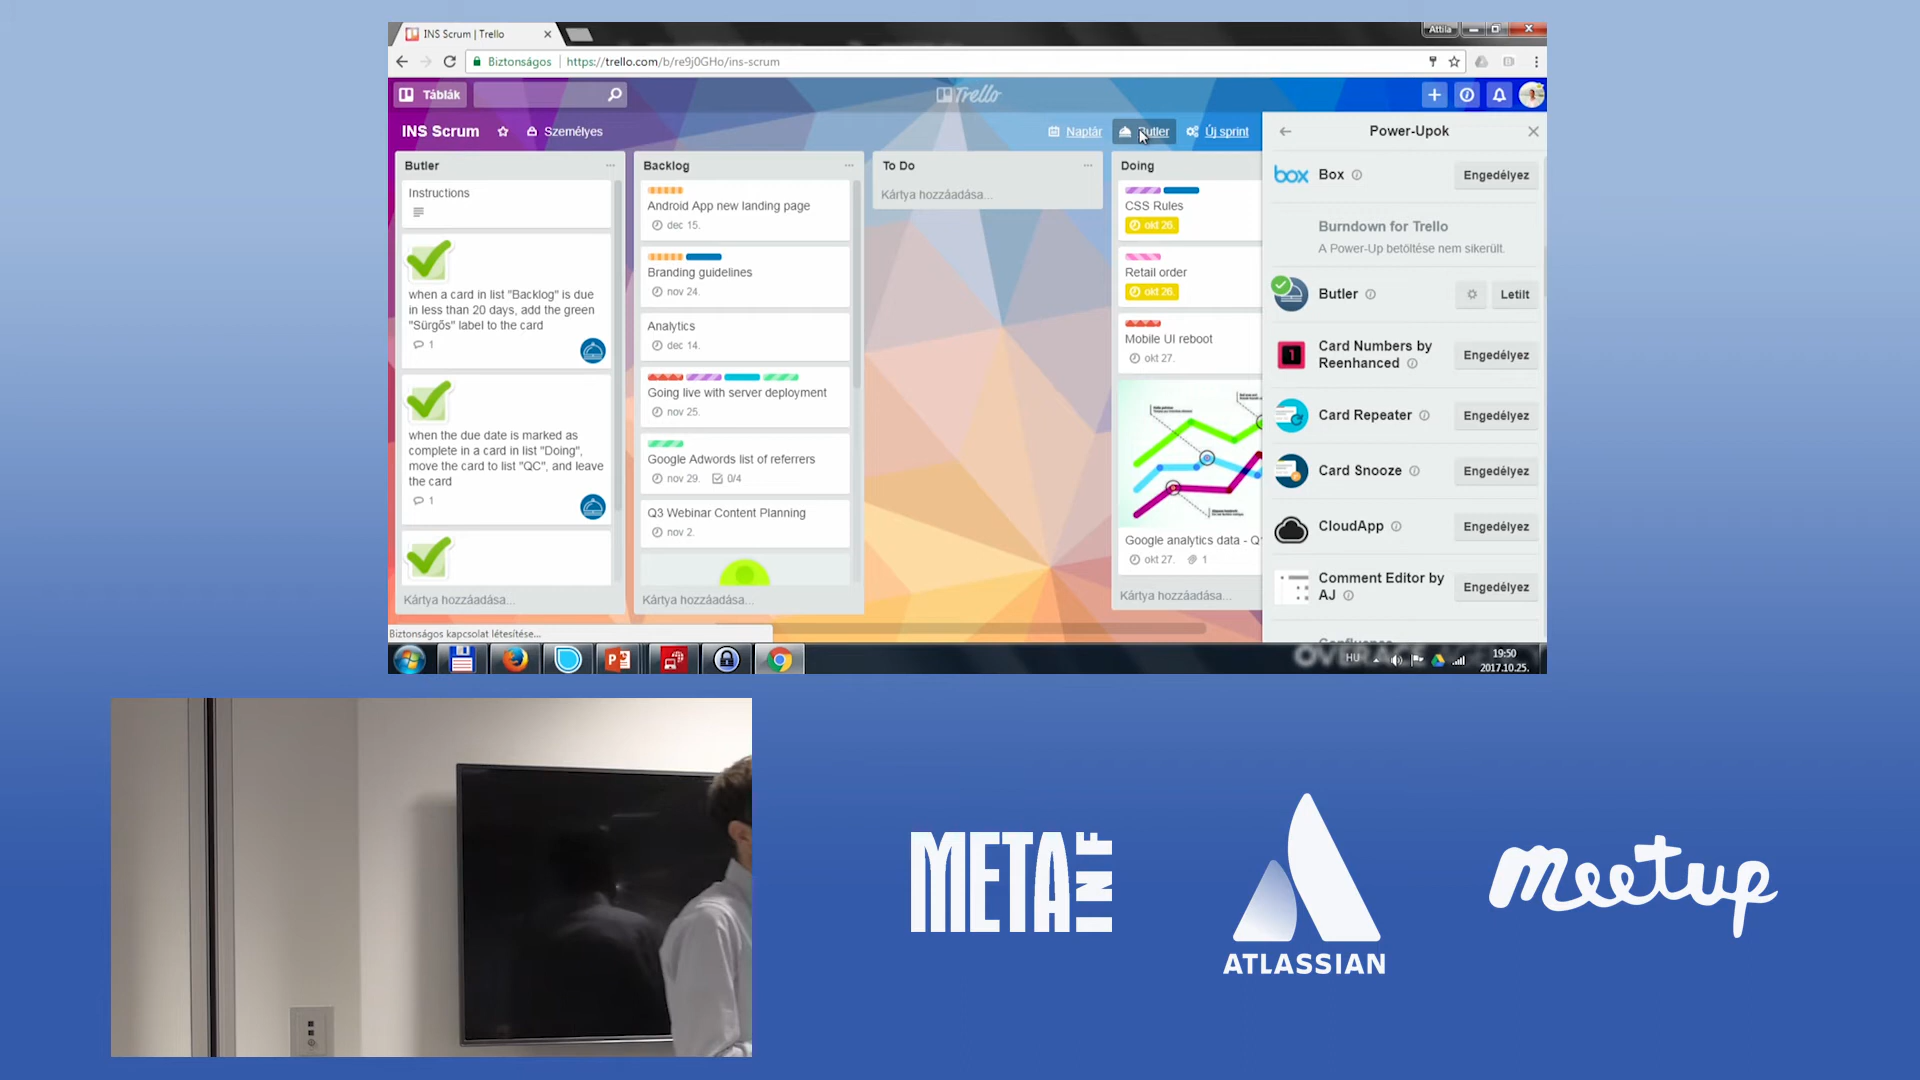 INS Scrum | Trello
Attila
Biztonságos
https://trello.com/b/re9j0GHo/ins-scrum
Táblák
Trello
INS Scrum
Személyes
Naptár
Butler
Új sprint
Butler
Instructions
when a card in list "Backlog" is due
in less than 20 days, add the green
"Sürgős" label to the card
1
when the due date is marked as
complete in a card in list "Doing",
move the card to list "QC", and leave
the card
1
Kártya hozzáadása...
Backlog
Android App new landing page
dec 15.
Branding guidelines
nov 24.
Analytics
dec 14.
Going live with server deployment
nov 25.
Google Adwords list of referrers
nov 29.
0/4
Q3 Webinar Content Planning
nov 2.
Kártya hozzáadása...
To Do
Kártya hozzáadása...
Doing
CSS Rules
okt 26.
Retail order
okt 26.
Mobile UI reboot
okt 27.
Google analytics data - Q
okt 27.
1
Kártya hozzáadása...
Power-Upok
box
Box
Engedélyez
Burndown for Trello
A Power-Up betöltése nem sikerült.
Butler
Letilt
1
Card Numbers by
Reenhanced
Engedélyez
Card Repeater
Engedélyez
Card Snooze
Engedélyez
CloudApp
Engedélyez
Comment Editor by
AJ
Engedélyez
Confluence
Biztonságos kapcsolat létesítése...
HU
19:50
2017.10.25.
META
INF
ATLASSIAN
Meetup